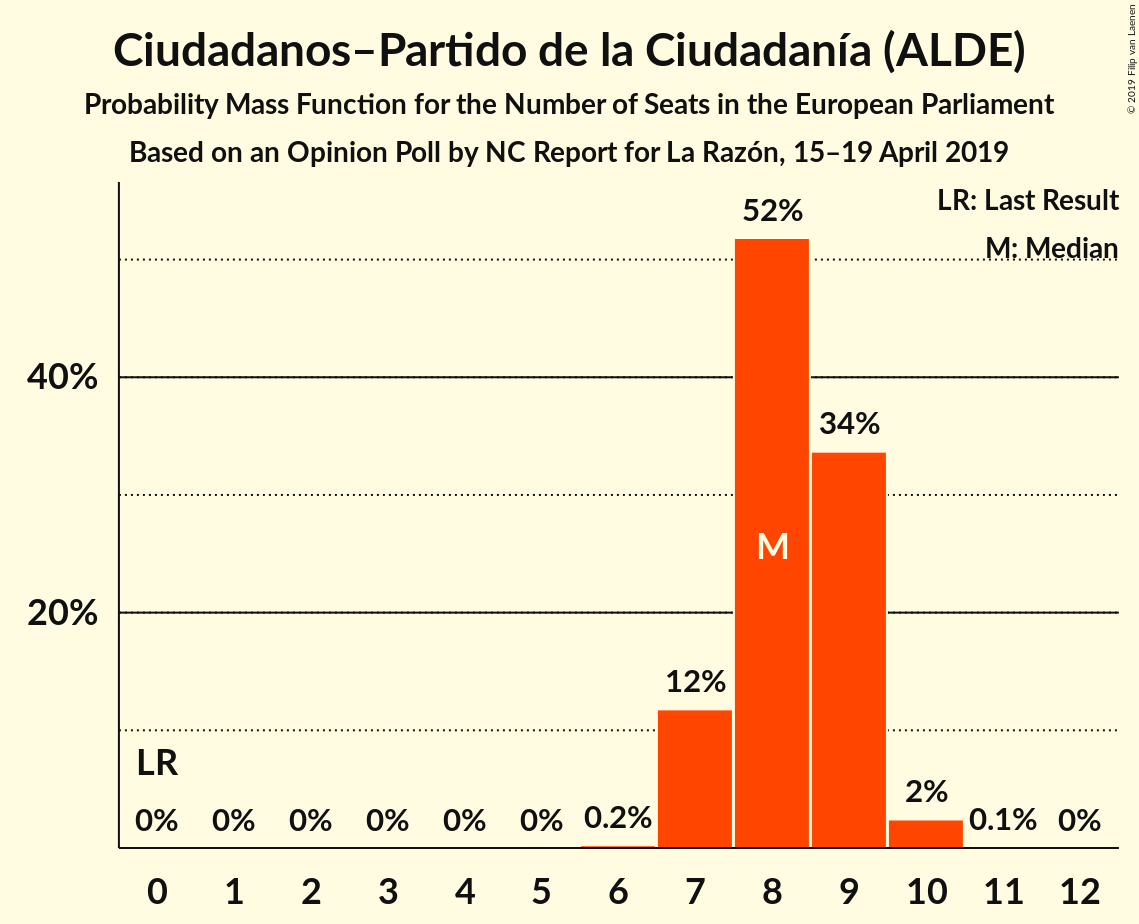 Ciudadanos–Partido de la Ciudadanía (ALDE)
Probability Mass Function for the Number of Seats in the European Parliament
Based on an Opinion Poll by NC Report for La Razón, 15–19 April 2019
© 2019 Filip van Laenen
LR: Last Result
M: Median
52%
40%
34%
M
20%
12%
LR
2%
0% 0% 0% 0% 0% 0% 0.2% 0.1% 0%
0 1 2 3 4 5 6 7 8 9 10 11 12